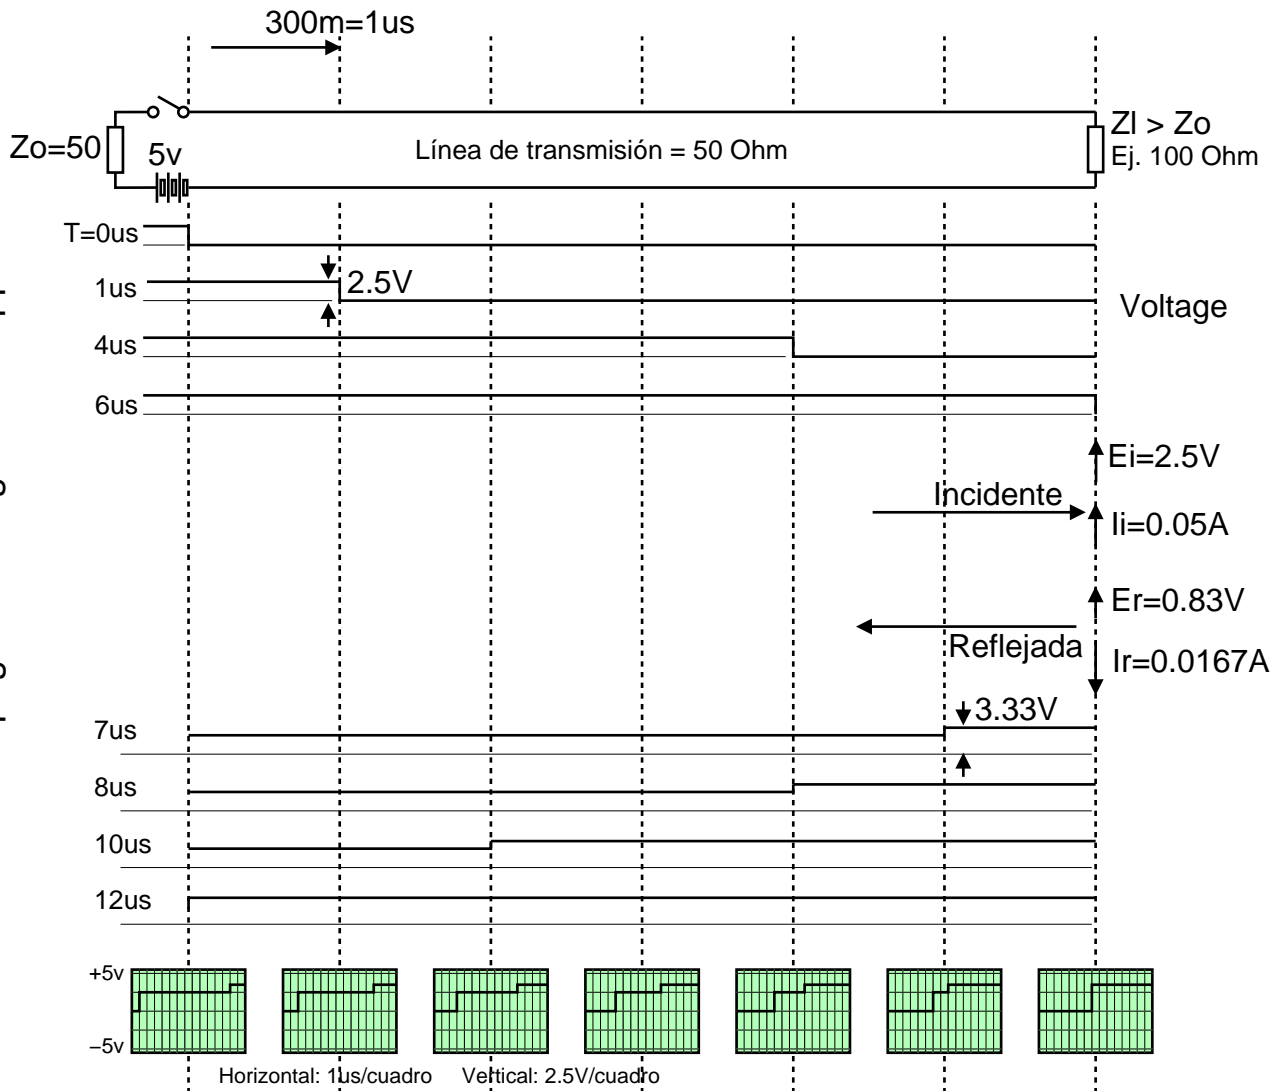 300m=1us
Zo=50
5v
Línea de transmisión = 50 Ohm
Zl > Zo
Ej. 100 Ohm
T=0us
1us
2.5V
Voltage
4us
6us
Ei=2.5V
Incidente
Ii=0.05A
Er=0.83V
Reflejada
Ir=0.0167A
3.33V
7us
8us
10us
12us
+5v
−5v
Horizontal: 1us/cuadro Vertical: 2.5V/cuadro